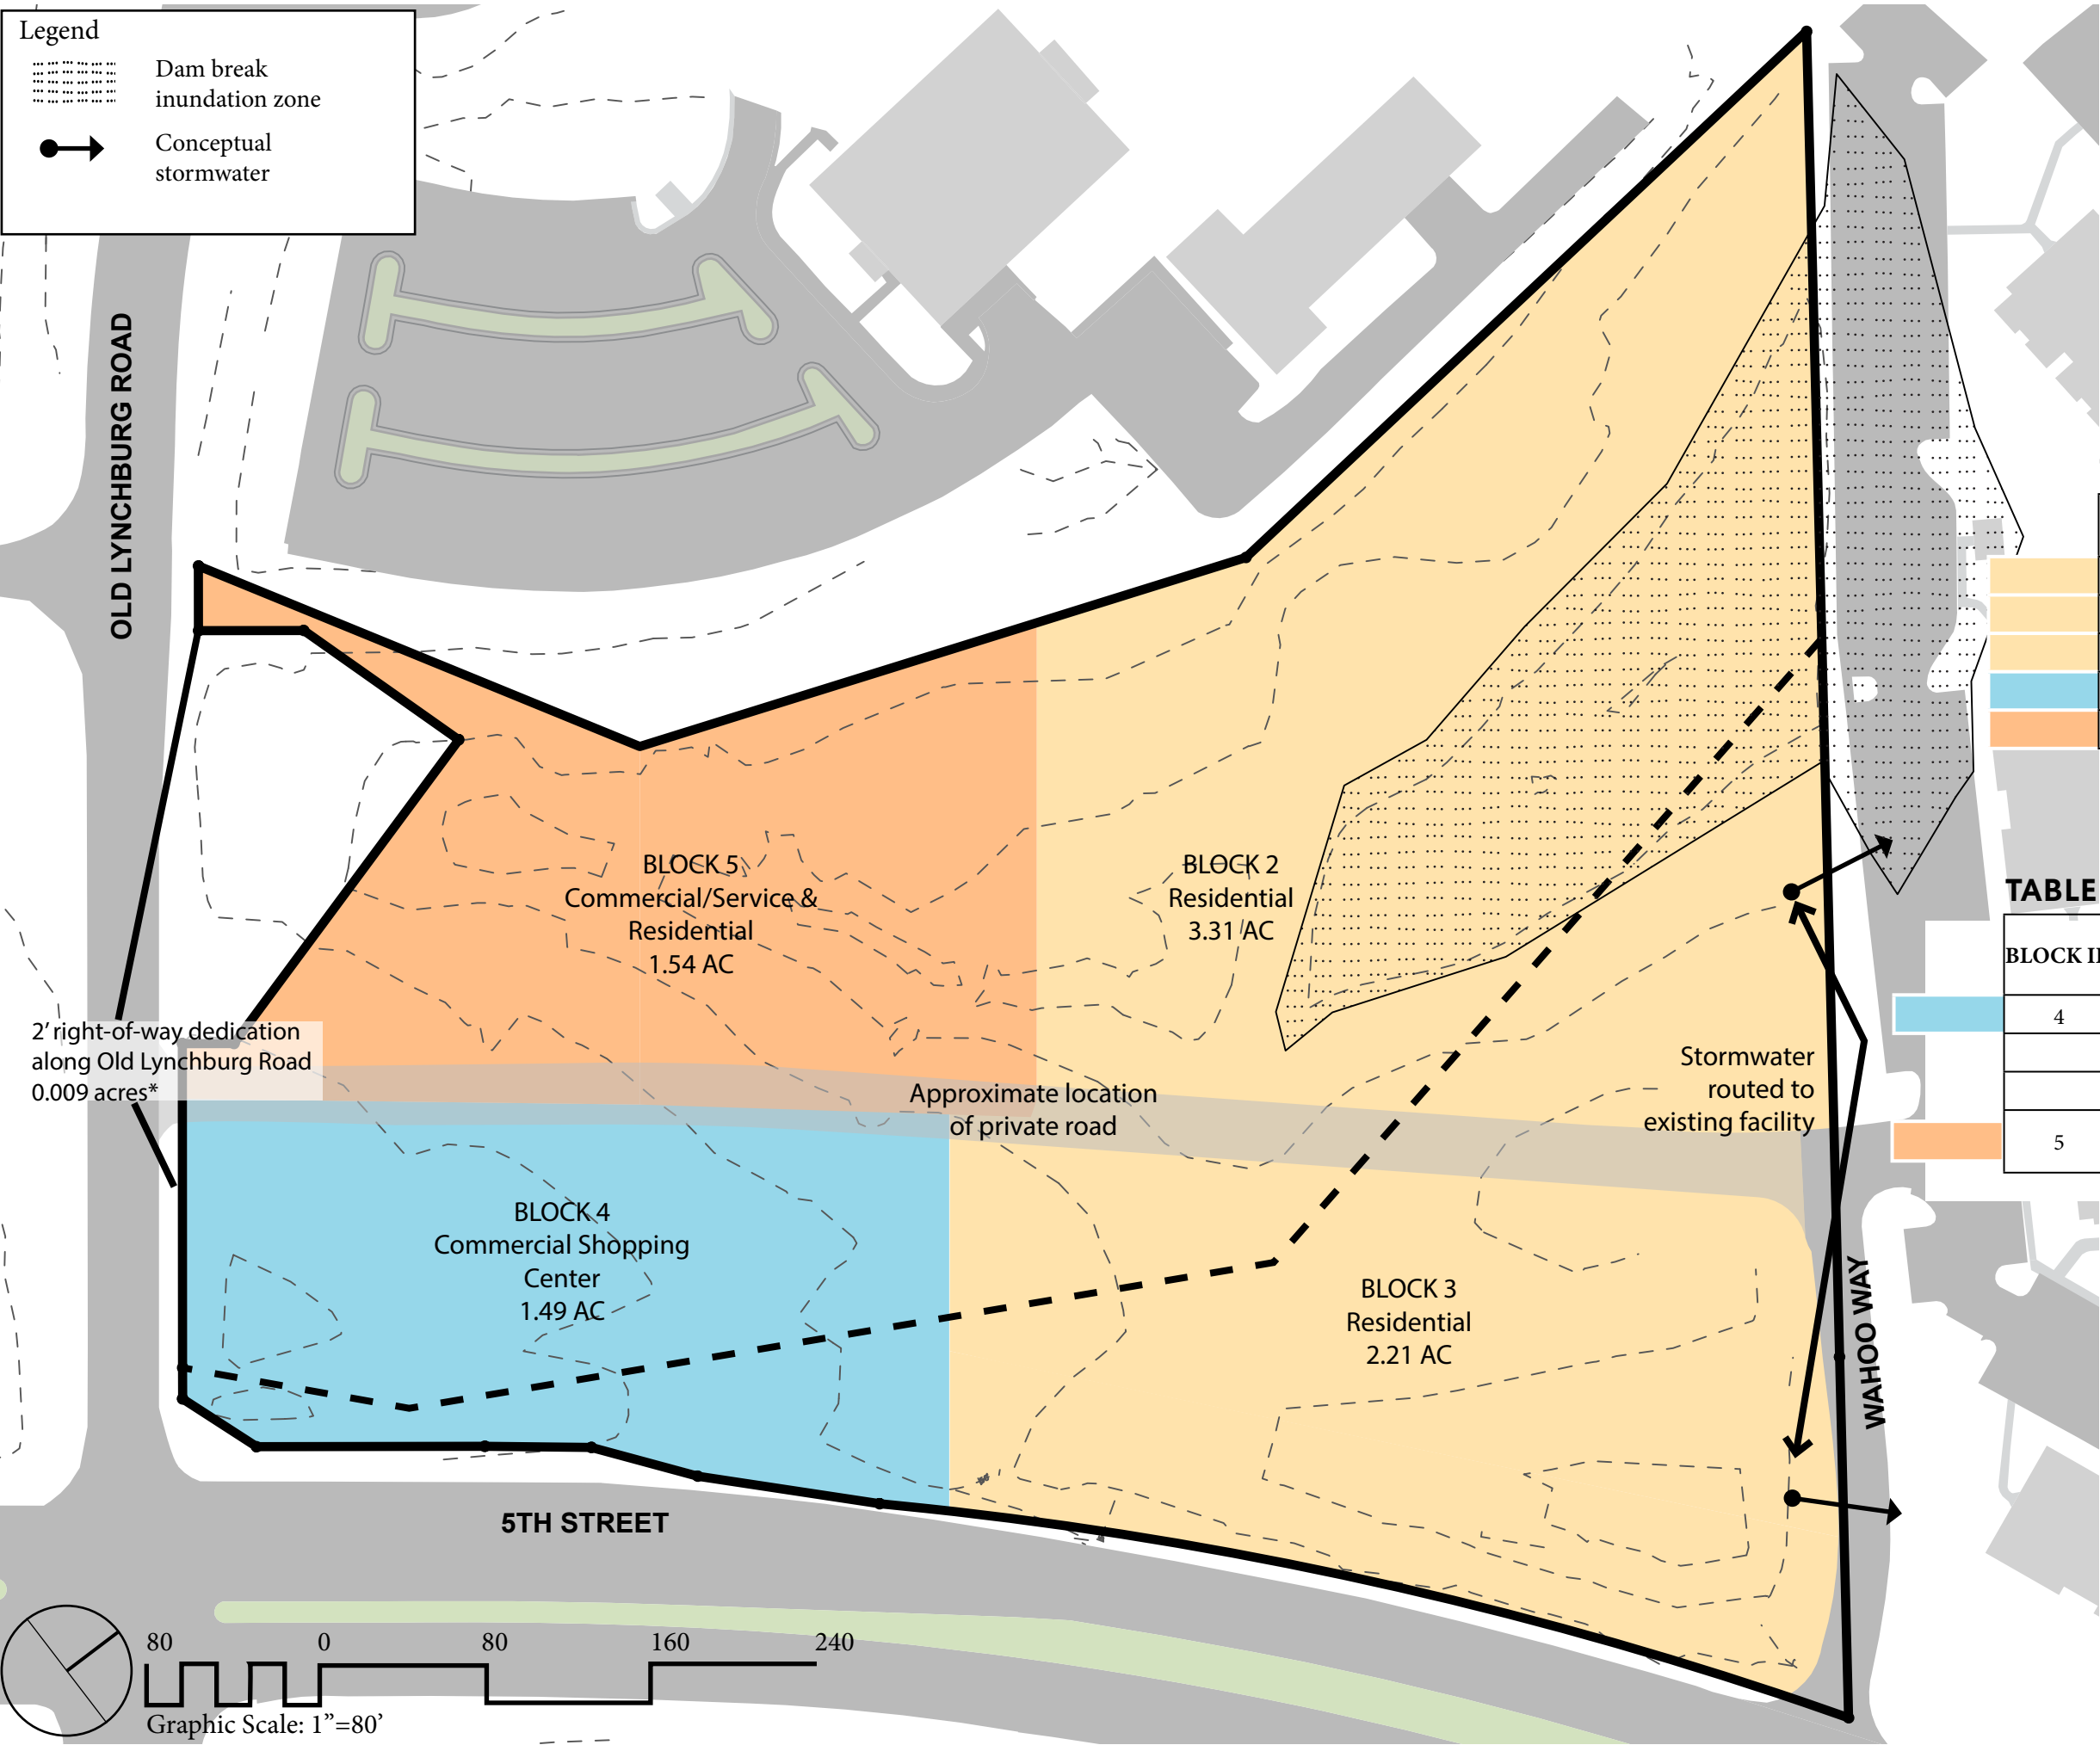 Legend
Dam break
inundation zone
Conceptual
stormwater
OLD LYNCHBURG ROAD
BLOCK 5
Commercial/Service &
Residential
1.54 AC
BLOCK 2
Residential
3.31 AC
TABLE
BLOCK
4
5
2’ right-of-way dedication
along Old Lynchburg Road
0.009 acres*
Approximate location
of private road
Stormwater
routed to
existing facility
BLOCK 4
Commercial Shopping
Center
1.49 AC
BLOCK 3
Residential
2.21 AC
WAHOO WAY
5TH STREET
80 0 80 160 240
Graphic Scale: 1”=80’